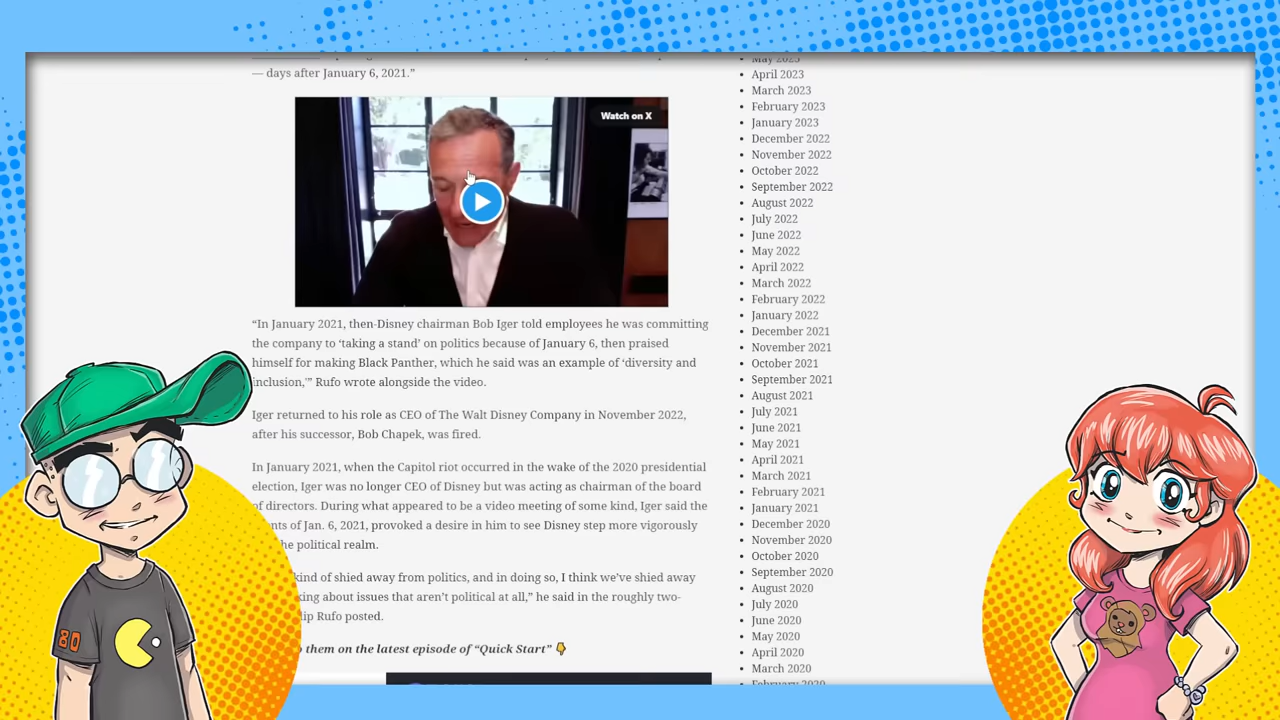 — days after January 6, 2021.”
Watch on X
“In January 2021, then-Disney chairman Bob Iger told employees he was committing
the company to ‘taking a stand’ on politics because of January 6, then praised
himself for making Black Panther, which he said was an example of ‘diversity and
inclusion,’” Rufo wrote alongside the video.
Iger returned to his role as CEO of The Walt Disney Company in November 2022,
after his successor, Bob Chapek, was fired.
In January 2021, when the Capitol riot occurred in the wake of the 2020 presidential
election, Iger was no longer CEO of Disney but was acting as chairman of the board
of directors. During what appeared to be a video meeting of some kind, Iger said the
nts of Jan. 6, 2021, provoked a desire in him to see Disney step more vigorously
he political realm.
kind of shied away from politics, and in doing so, I think we’ve shied away
king about issues that aren’t political at all,” he said in the roughly two-
lip Rufo posted.
them on the latest episode of “Quick Start” 👇
May 2023
April 2023
March 2023
February 2023
January 2023
December 2022
November 2022
October 2022
September 2022
August 2022
July 2022
June 2022
May 2022
April 2022
March 2022
February 2022
January 2022
December 2021
November 2021
October 2021
September 2021
August 2021
July 2021
June 2021
May 2021
April 2021
March 2021
February 2021
January 2021
December 2020
November 2020
October 2020
September 2020
August 2020
July 2020
June 2020
May 2020
April 2020
March 2020
February 2020
80